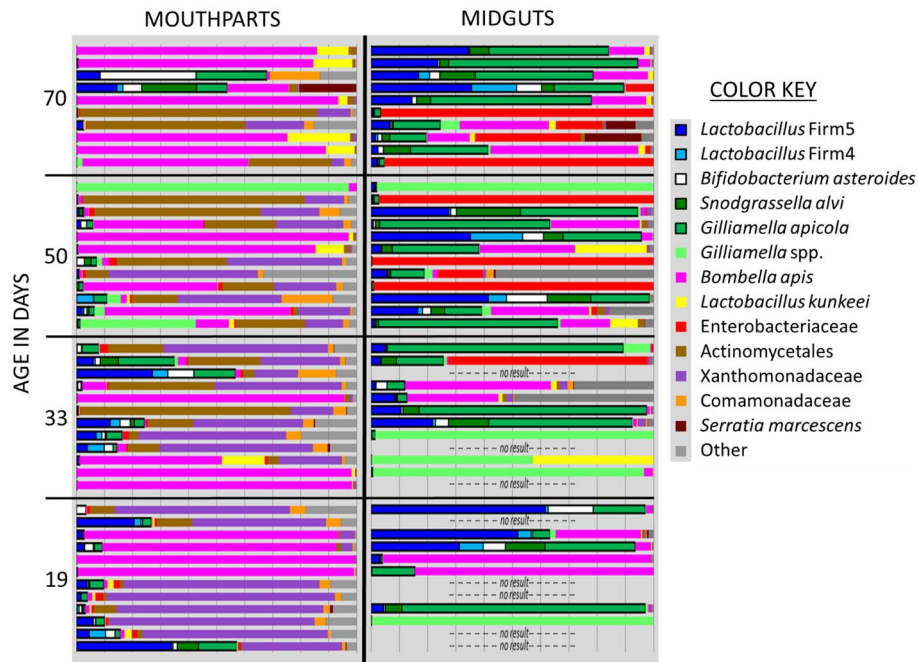 MOUTHPARTS
MIDGUTS
AGE IN DAYS
70
50
33
19
no result
no result
no result
no result
no result
no result
no result
no result
COLOR KEY
Lactobacillus Firm5
Lactobacillus Firm4
Bifidobacterium asteroides
Snodgrassella alvi
Gilliamella apicola
Gilliamella spp.
Bombella apis
Lactobacillus kunkeei
Enterobacteriaceae
Actinomycetales
Xanthomonadaceae
Comamonadaceae
Serratia marcescens
Other